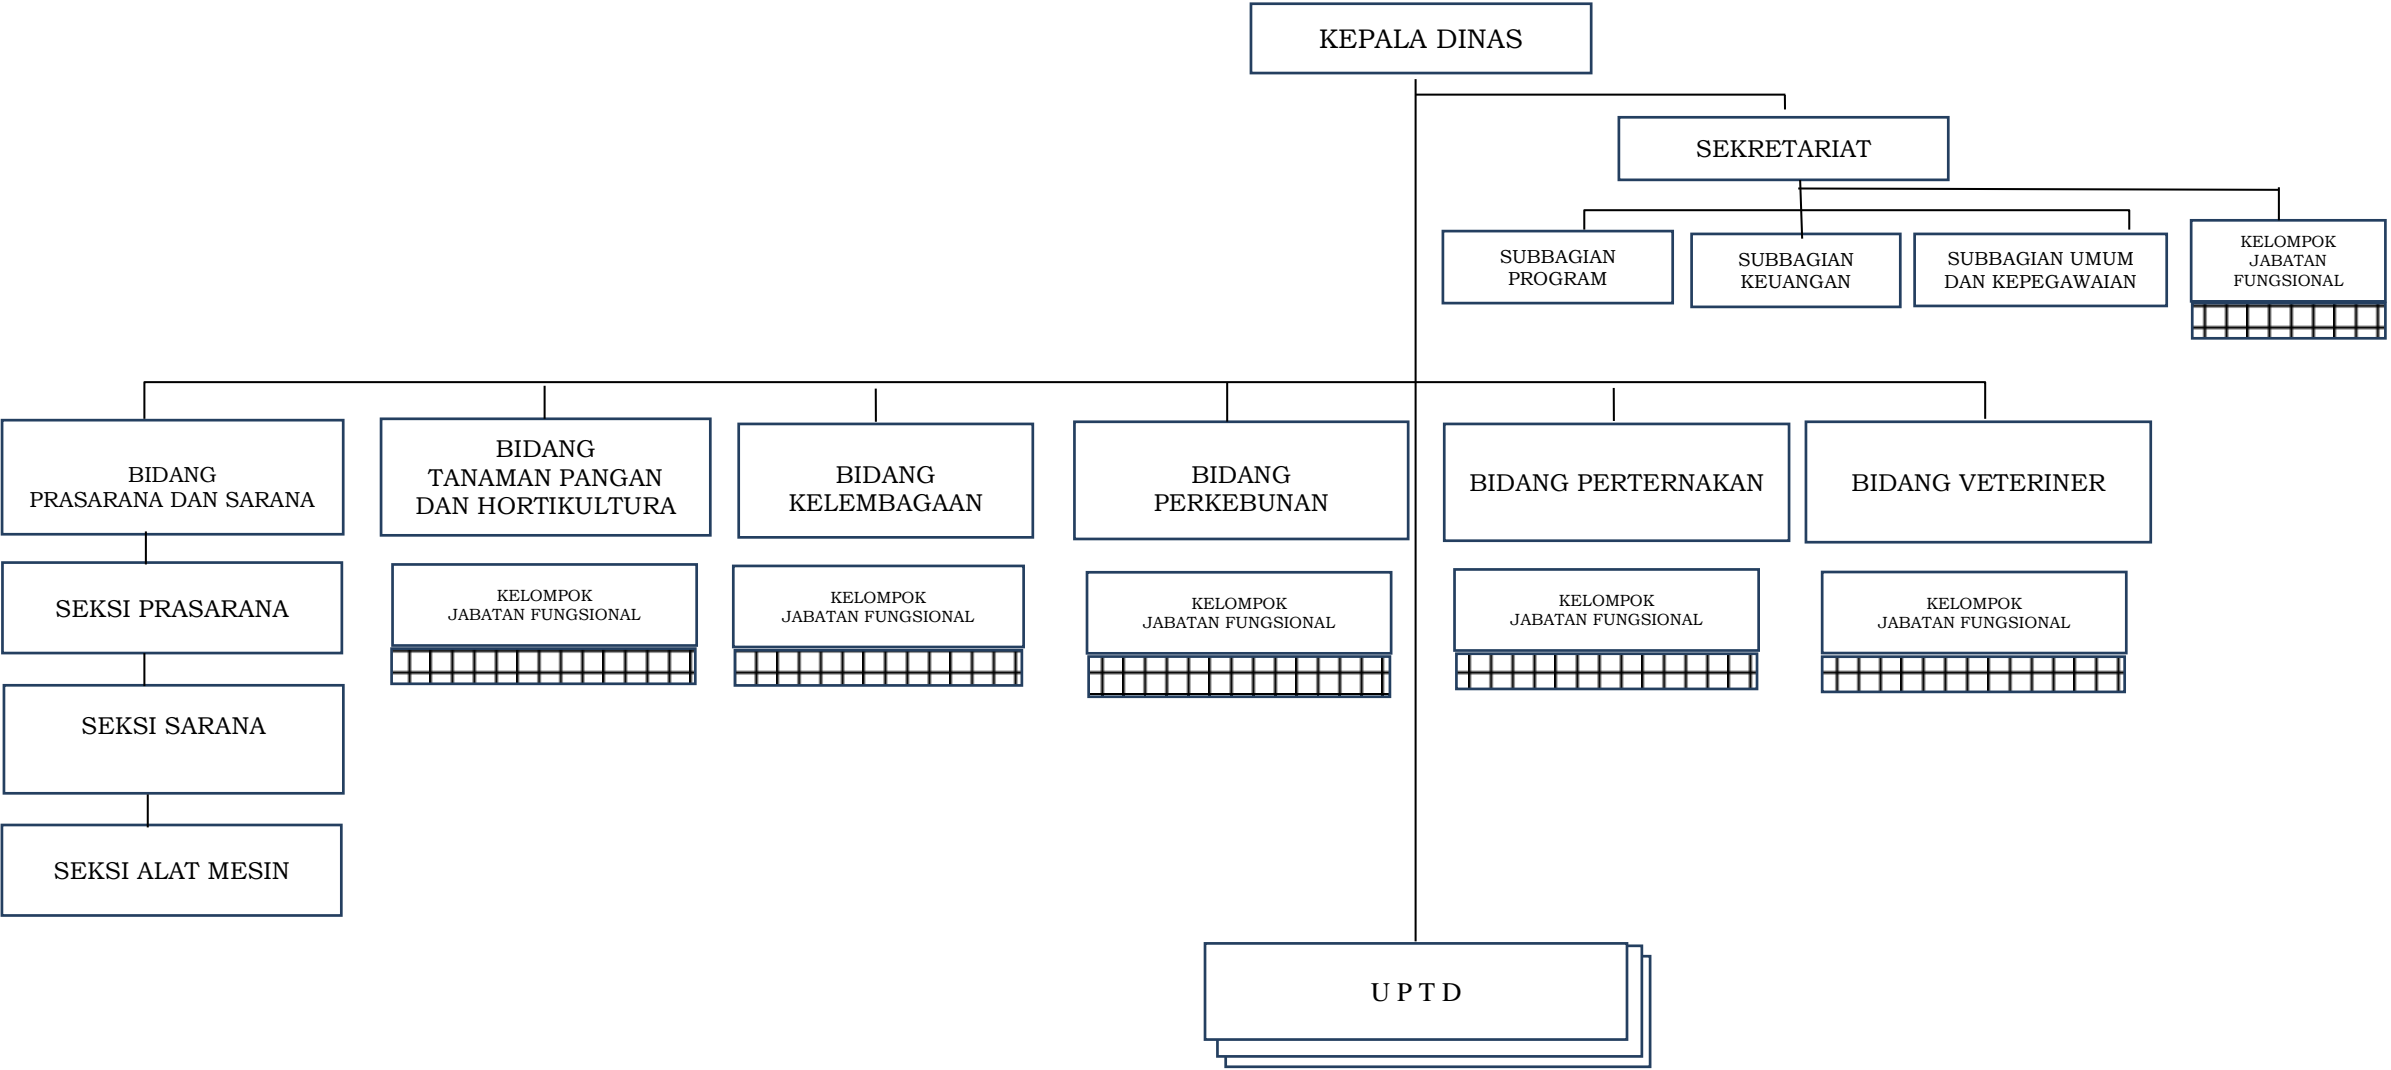 KEPALA DINAS
SEKRETARIAT
SUBBAGIAN
PROGRAM
SUBBAGIAN
KEUANGAN
SUBBAGIAN UMUM
DAN KEPEGAWAIAN
KELOMPOK
JABATAN
FUNGSIONAL
BIDANG
PRASARANA DAN SARANA
BIDANG
TANAMAN PANGAN
DAN HORTIKULTURA
BIDANG
KELEMBAGAAN
BIDANG
PERKEBUNAN
BIDANG PERTERNAKAN
BIDANG VETERINER
SEKSI PRASARANA
KELOMPOK
JABATAN FUNGSIONAL
KELOMPOK
JABATAN FUNGSIONAL
KELOMPOK
JABATAN FUNGSIONAL
KELOMPOK
JABATAN FUNGSIONAL
KELOMPOK
JABATAN FUNGSIONAL
SEKSI SARANA
SEKSI ALAT MESIN
U P T D